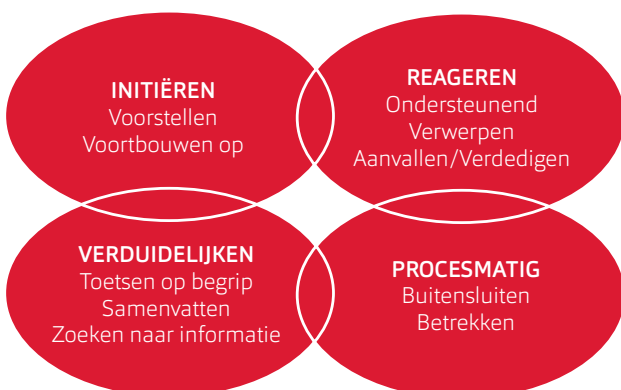 INITIËREN
Voorstellen
Voortbouwen op
REAGEREN
Ondersteunend
Verwerpen
Aanvallen/Verdedigen
VERDUIDELIJKEN
Toetsen op begrip
Samenvatten
Zoeken naar informatie
PROCESMATIG
Buitensluiten
Betrekken